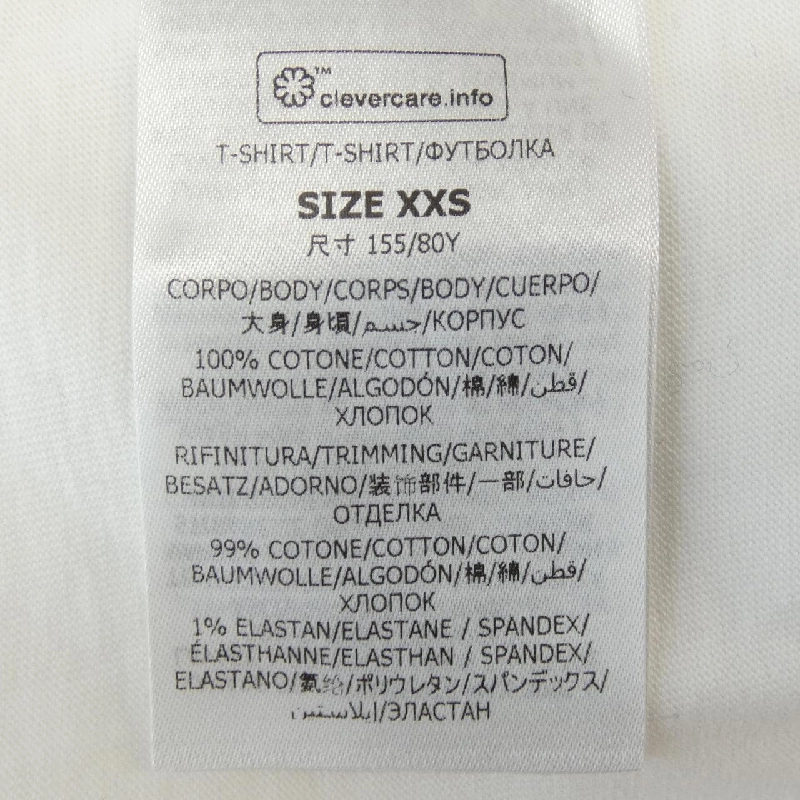 ™
clevercare.info
T-SHIRT/T-SHIRT/ФУТБОЛКА
SIZE XXS
尺寸 155/80Y
CORPO/BODY/CORPS/BODY/CUERPO/
大身/身頃/جسم/КОРПУС
100% COTONE/COTTON/COTON/
BAUMWOLLE/ALGODÓN/棉/綿/قطن/
ХЛОПОК
RIFINITURA/TRIMMING/GARNITURE/
BESATZ/ADORNO/装饰部件/一部/حافات/
ОТДЕЛКА
99% COTONE/COTTON/COTON/
BAUMWOLLE/ALGODÓN/棉/綿/قطن/
ХЛОПОК
1% ELASTAN/ELASTANE / SPANDEX/
ÉLASTHANNE/ELASTHAN / SPANDEX/
ELASTANO/氨纶/ポリウレタン/スパンデックス/
إيلاستين/ЭЛАСТАН